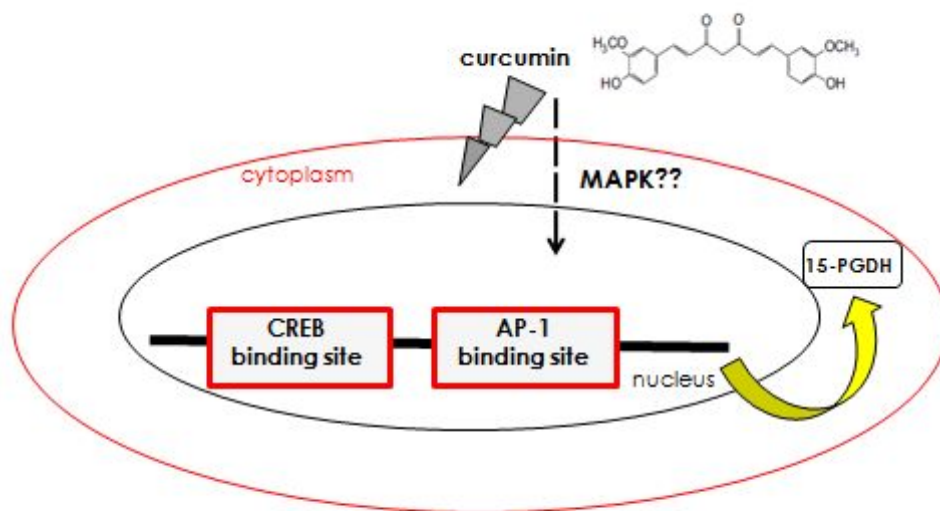 curcumin
O O
H₃CO OCH₃
HO OH
cytoplasm
MAPK??
15-PGDH
CREB
binding site
AP-1
binding site
nucleus